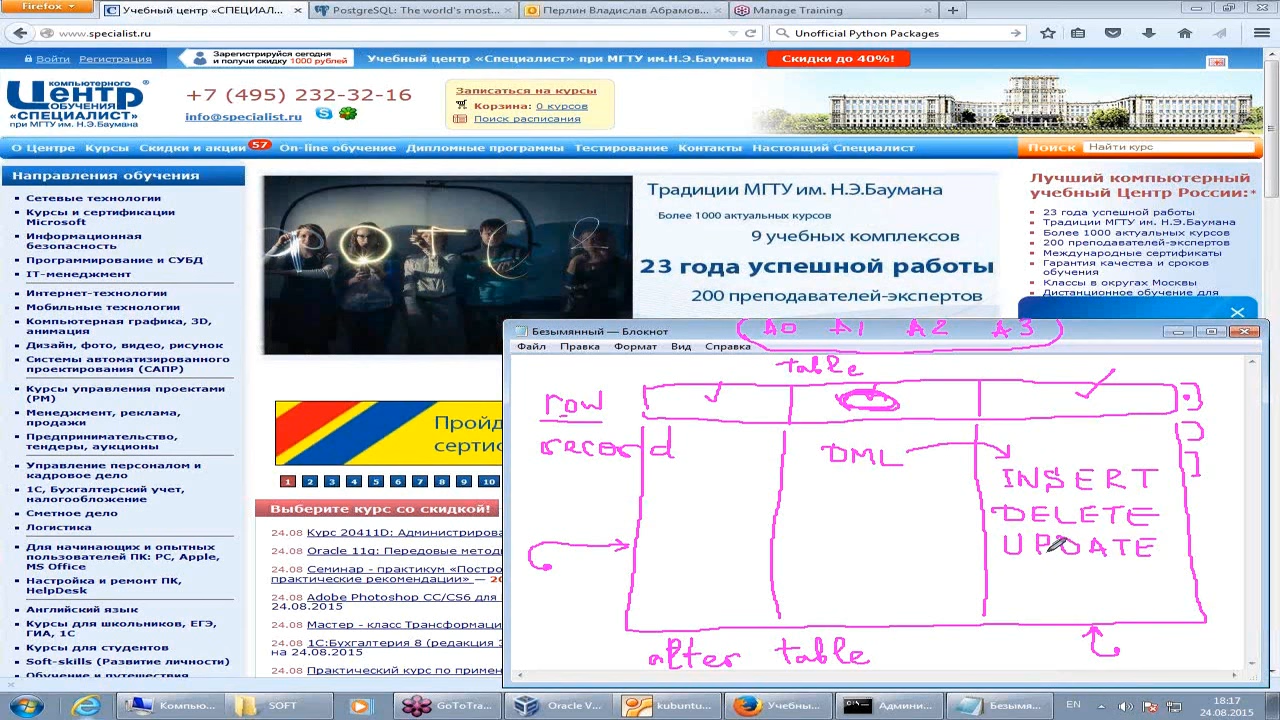 Firefox
Учебный центр «СПЕЦИАЛ...
PostgreSQL: The world's most...
Перлин Владислав Абрамов...
Manage Training
www.specialist.ru
Unofficial Python Packages
Войти Регистрация
Зарегистрируйся сегодня
и получи скидку 1000 рублей
Учебный центр «Специалист» при МГТУ им.Н.Э.Баумана
Скидки до 40%!
Центр
компьютерного
ОБУЧЕНИЯ
«СПЕЦИАЛИСТ»
при МГТУ им. Н.Э.Баумана
+7 (495) 232-32-16
info@specialist.ru
Записаться на курсы
Корзина: 0 курсов
Поиск расписания
О Центре Курсы Скидки и акции 57 On-line обучение Дипломные программы Тестирование Контакты Настоящий Специалист
Поиск Найти курс
Направления обучения
Сетевые технологии
Курсы и сертификации
Microsoft
Информационная
безопасность
Программирование и СУБД
IT-менеджмент
Интернет-технологии
Мобильные технологии
Компьютерная графика, 3D,
анимация
Дизайн, фото, видео, рисунок
Системы автоматизированного
проектирования (САПР)
Курсы управления проектами
(PM)
Менеджмент, реклама,
продажи
Предпринимательство,
тендеры, аукционы
Управление персоналом и
кадровое дело
1С, Бухгалтерский учет,
налогообложение
Сметное дело
Логистика
Для начинающих и опытных
пользователей ПК: PC, Apple,
MS Office
Настройка и ремонт ПК,
HelpDesk
Английский язык
Курсы для школьников, ЕГЭ,
ГИА, 1С
Курсы для студентов
Soft-skills (Развитие личности)
Обучение и путешествия
Традиции МГТУ им. Н.Э.Баумана
Более 1000 актуальных курсов
9 учебных комплексов
23 года успешной работы
200 преподавателей-экспертов
Лучший компьютерный
учебный Центр России:*
23 года успешной работы
Традиции МГТУ им. Н.Э.Баумана
Более 1000 актуальных курсов
200 преподавателей-экспертов
Международные сертификаты
Гарантия качества и сроков
обучения
Классы в округах Москвы
Дистанционное обучение для
Пройд
сертис
1 2 3 4 5 6 7 8 9 10
Выберите курс со скидкой!
24.08 Курс 20411D: Администрирова
24.08 Oracle 11g: Передовые методы
24.08 Семинар - практикум «Постро
практические рекомендации» — 20
24.08 Adobe Photoshop CC/CS6 для
24.08.2015
24.08 Мастер - класс Трансформаци
24.08 1С:Бухгалтерия 8 (редакция 3
на 24.08.2015
24.08 Практический курс по примен
Безымянный — Блокнот
Файл Правка Формат Вид Справка
A0 A1 A2 A3
table
row
record
DML
INSERT
DELETE
UPDATE
alter table
Компью... SOFT GoToTra... Oracle V... kubuntu... Учебны... Админи... Безымя...
EN
18:17
24.08.2015